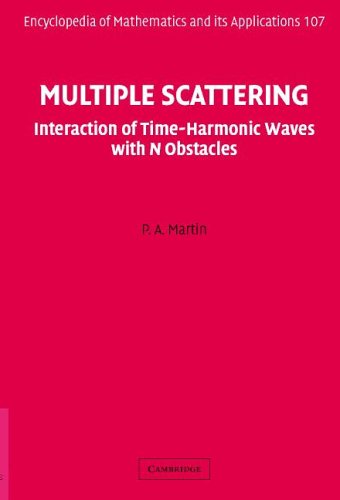 Encyclopedia of Mathematics and its Applications 107
MULTIPLE SCATTERING
Interaction of Time-Harmonic Waves
with N Obstacles
P. A. Martin
CAMBRIDGE